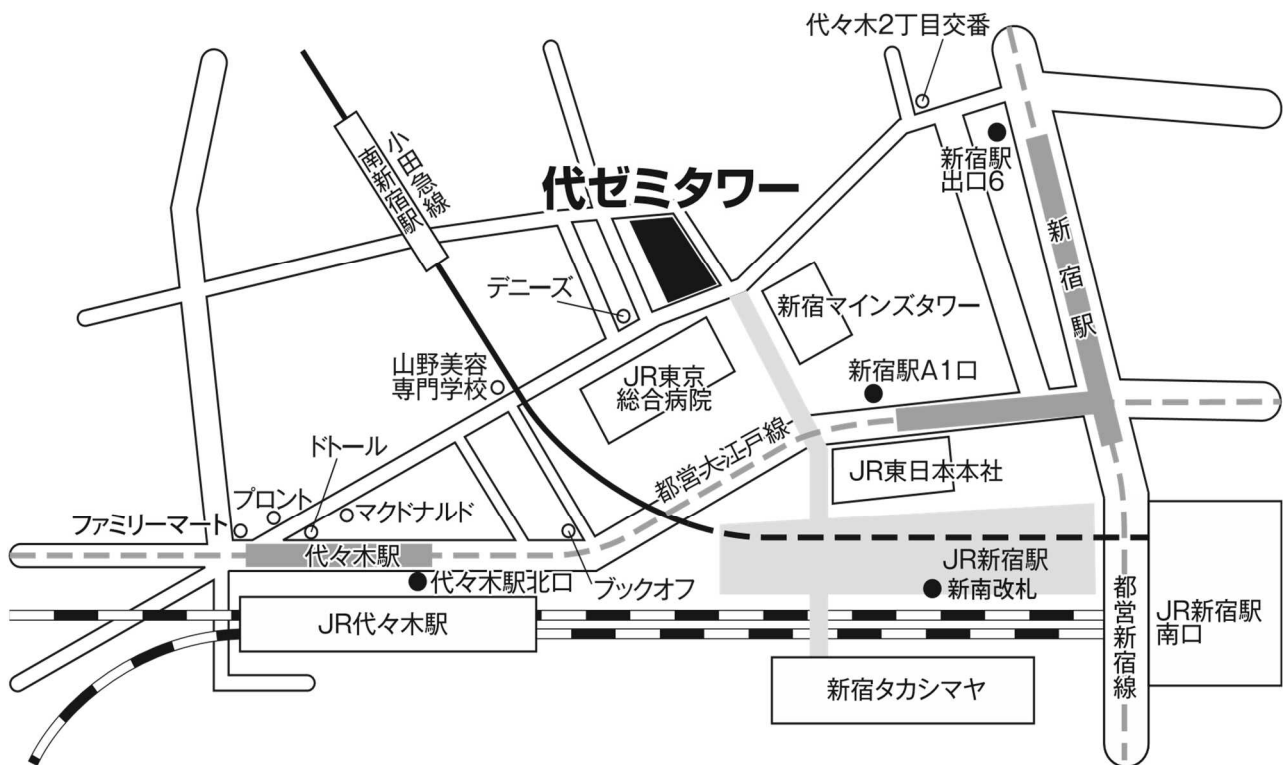 代々木2丁目交番
小田急線
南新宿駅
代ゼミタワー
新宿駅
出口6
新宿駅
デニーズ
新宿マインズタワー
山野美容
専門学校
JR東京
総合病院
新宿駅A1口
ドトール
都営大江戸線
JR東日本本社
プロント
マクドナルド
ファミリーマート
代々木駅
代々木駅北口
ブックオフ
JR新宿駅
新南改札
JR代々木駅
都営新宿線
JR新宿駅
南口
新宿タカシマヤ